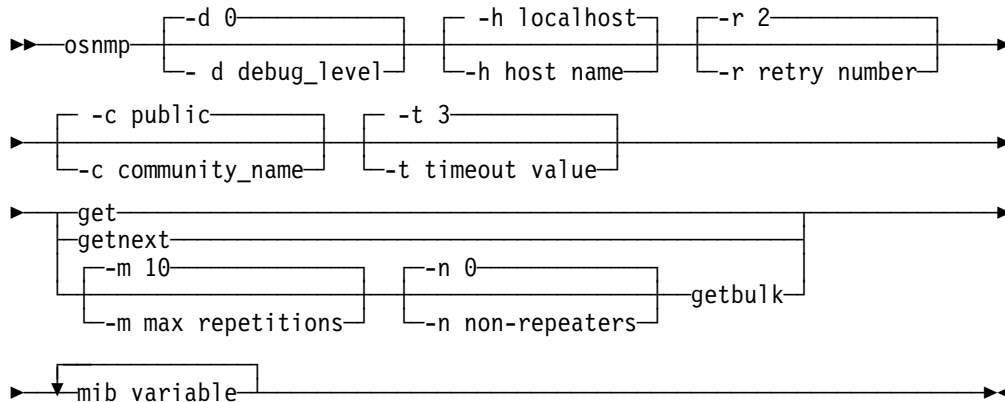 -d 0 -h localhost -r 2
osnmp
- d debug_level -h host name -r retry number
-c public -t 3
-c community_name -t timeout value
get
getnext
-m 10 -n 0
getbulk
-m max repetitions -n non-repeaters
mib variable